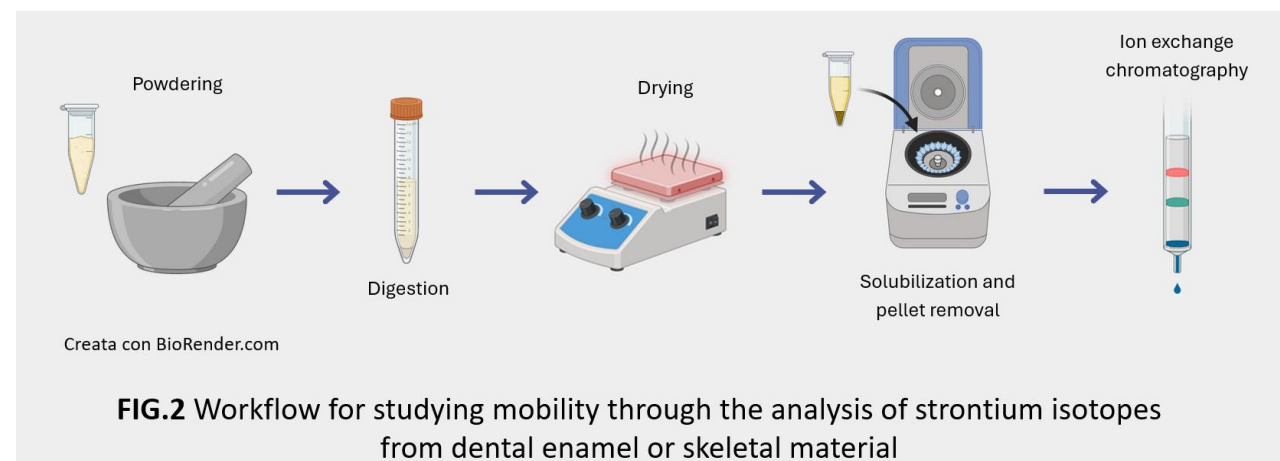 Powdering
Digestion
Drying
Solubilization and
pellet removal
Ion exchange
chromatography
Creata con BioRender.com
FIG.2 Workflow for studying mobility through the analysis of strontium isotopes
from dental enamel or skeletal material